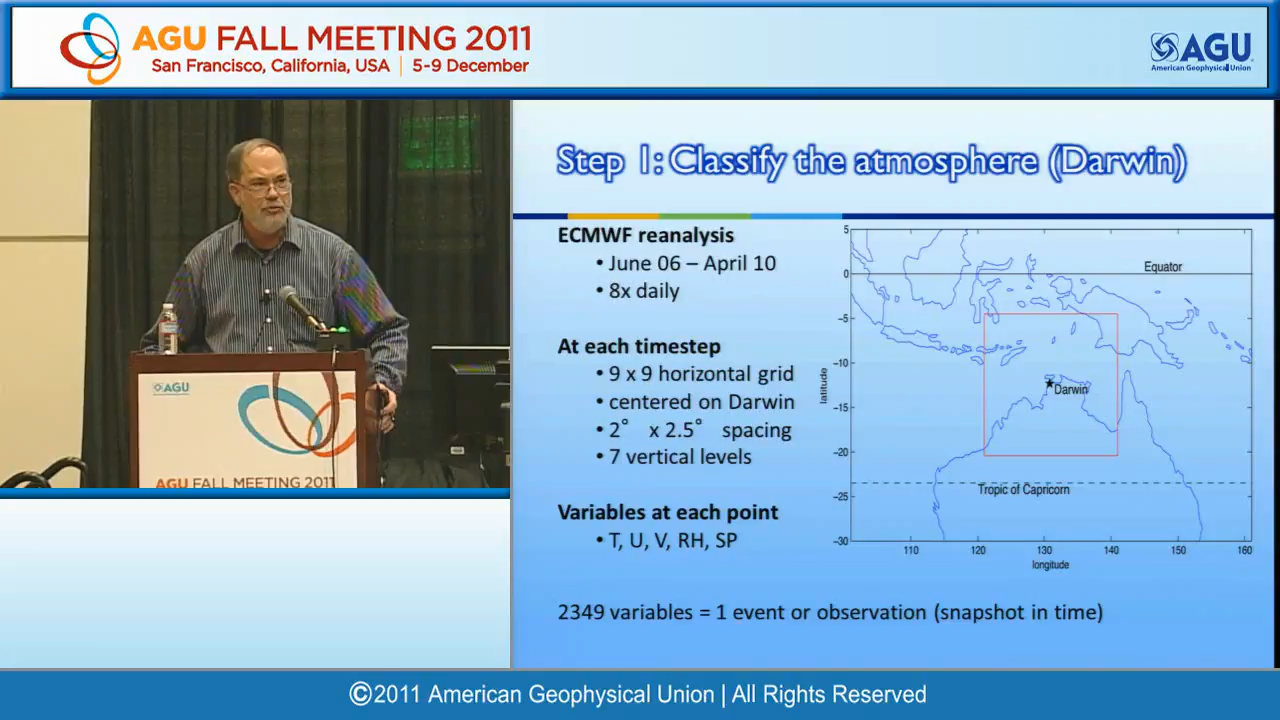 AGU FALL MEETING 2011
San Francisco, California, USA | 5-9 December
AGU
American Geophysical Union
Step 1: Classify the atmosphere (Darwin)
ECMWF reanalysis
• June 06 – April 10
• 8x daily
At each timestep
• 9 x 9 horizontal grid
• centered on Darwin
• 2° x 2.5° spacing
• 7 vertical levels
Variables at each point
• T, U, V, RH, SP
5
0
−5
−10
−15
−20
−25
−30
latitude
Equator
Darwin
Tropic of Capricorn
110 120 130 140 150 160
longitude
2349 variables = 1 event or observation (snapshot in time)
AGU
AGU FALL MEETING 2011
©2011 American Geophysical Union | All Rights Reserved